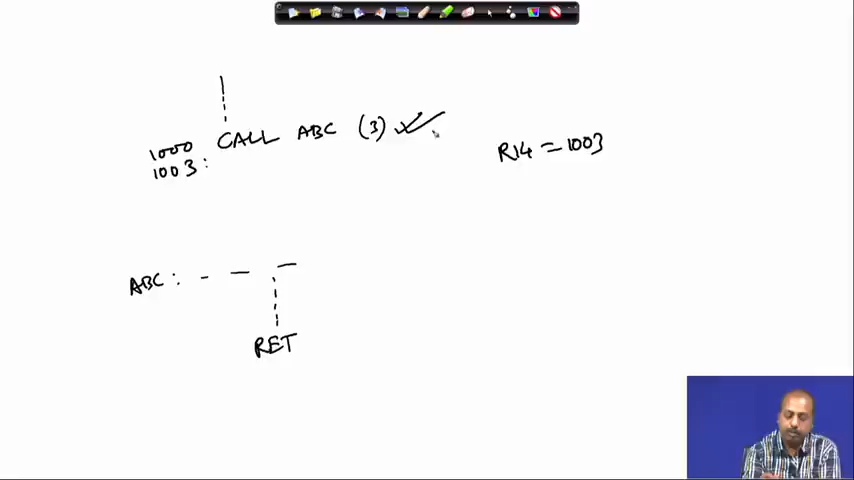 1000 CALL ABC (3)
1003:
R14 = 1003
ABC: - - -
RET